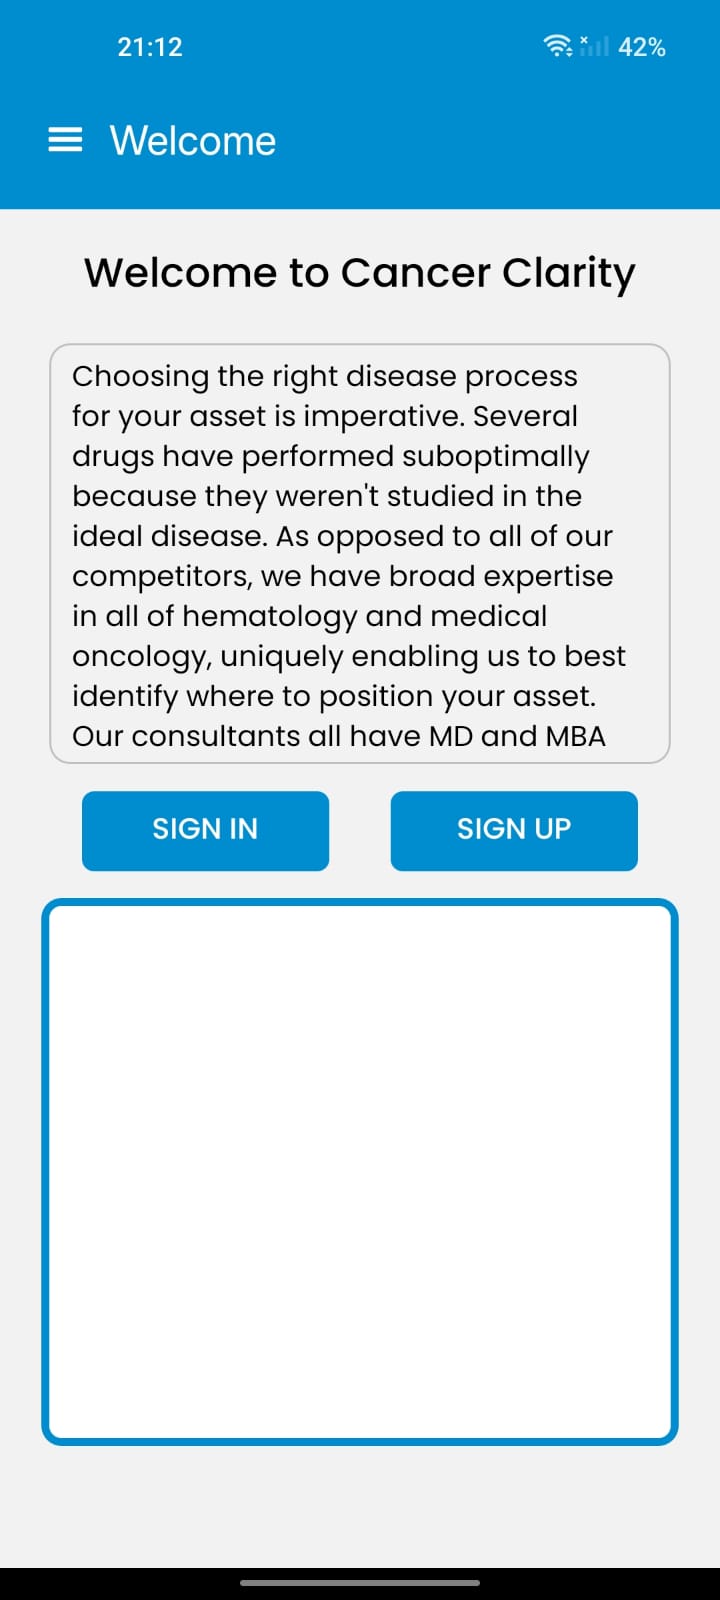 21:12
42%
Welcome
Welcome to Cancer Clarity
Choosing the right disease process
for your asset is imperative. Several
drugs have performed suboptimally
because they weren't studied in the
ideal disease. As opposed to all of our
competitors, we have broad expertise
in all of hematology and medical
oncology, uniquely enabling us to best
identify where to position your asset.
Our consultants all have MD and MBA
SIGN IN
SIGN UP